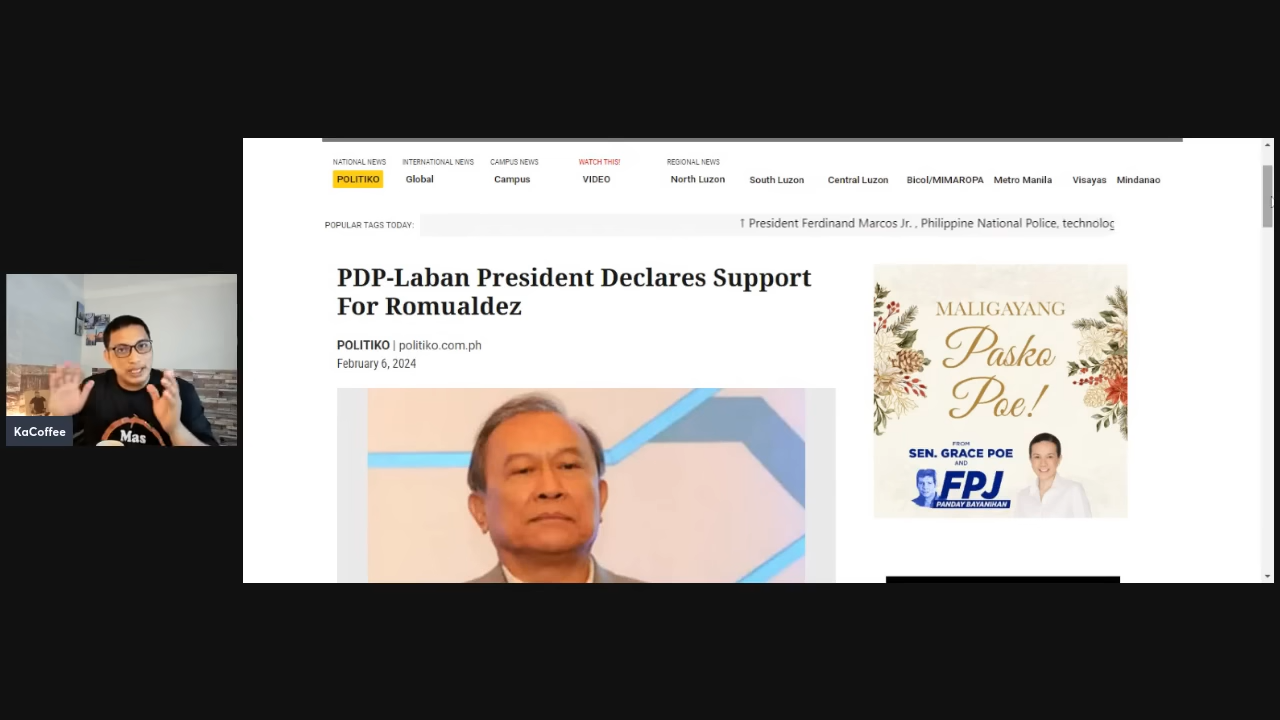 NATIONAL NEWS INTERNATIONAL NEWS CAMPUS NEWS WATCH THIS! REGIONAL NEWS
POLITIKO Global Campus VIDEO North Luzon South Luzon Central Luzon Bicol/MIMAROPA Metro Manila Visayas Mindanao
POPULAR TAGS TODAY: President Ferdinand Marcos Jr. , Philippine National Police, technolog
PDP-Laban President Declares Support
For Romualdez
POLITIKO | politiko.com.ph
February 6, 2024
MALIGAYANG
Pasko
Poe!
FROM
SEN. GRACE POE
AND
FPJ
PANDAY BAYANIHAN
KaCoffee
Mas